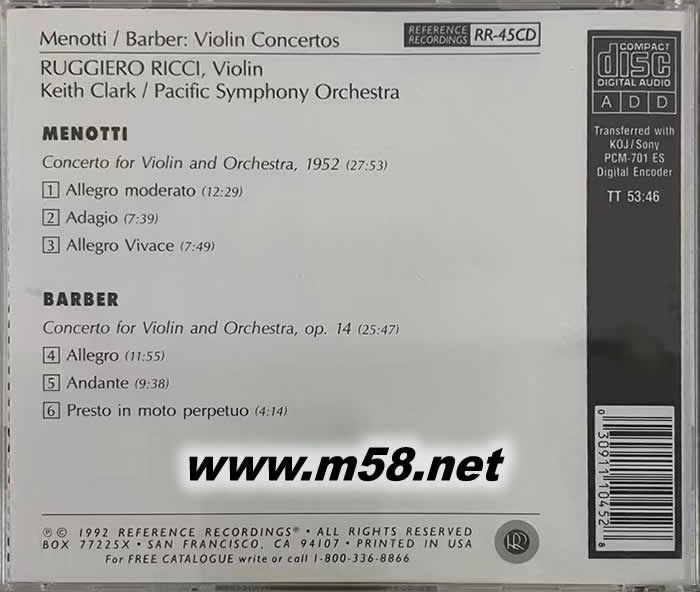 Menotti / Barber: Violin Concertos
REFERENCE RECORDINGS RR-45CD
RUGGIERO RICCI, Violin
Keith Clark / Pacific Symphony Orchestra
MENOTTI
Concerto for Violin and Orchestra, 1952 (27:53)
1 Allegro moderato (12:29)
2 Adagio (7:39)
3 Allegro Vivace (7:49)
BARBER
Concerto for Violin and Orchestra, op. 14 (25:47)
4 Allegro (11:55)
5 Andante (9:38)
6 Presto in moto perpetuo (4:14)
www.m58.net
℗ © 1992 REFERENCE RECORDINGS® • ALL RIGHTS RESERVED
BOX 77225X • SAN FRANCISCO, CA 94107 • PRINTED IN USA
For FREE CATALOGUE write or call 1-800-336-8866
RR
COMPACT
disc
DIGITAL AUDIO
A D D
Transferred with
KOJ/Sony
PCM-701 ES
Digital Encoder
TT 53:46
0 30911 10452 8